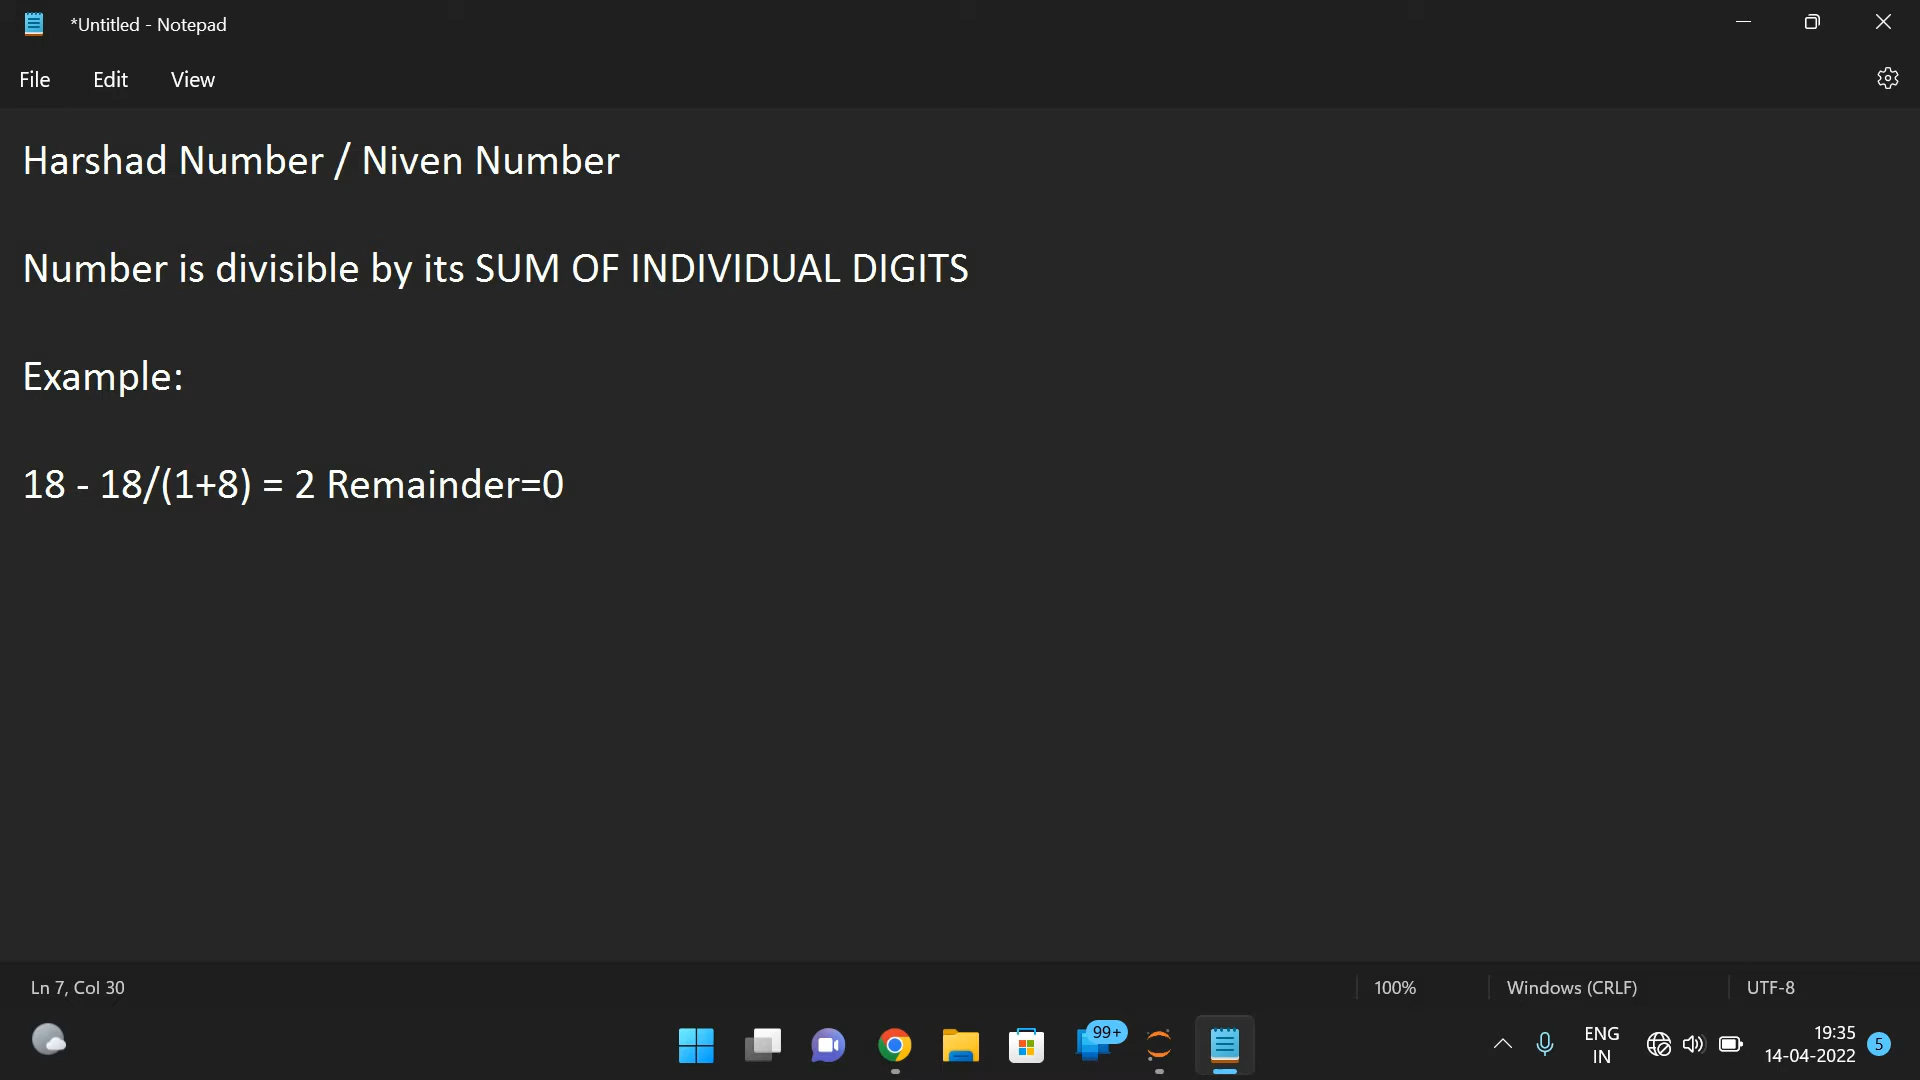 *Untitled - Notepad
File Edit View
Harshad Number / Niven Number
Number is divisible by its SUM OF INDIVIDUAL DIGITS
Example:
18 - 18/(1+8) = 2 Remainder=0
Ln 7, Col 30 100% Windows (CRLF) UTF-8
99+ ENG 19:35
IN 14-04-2022 5